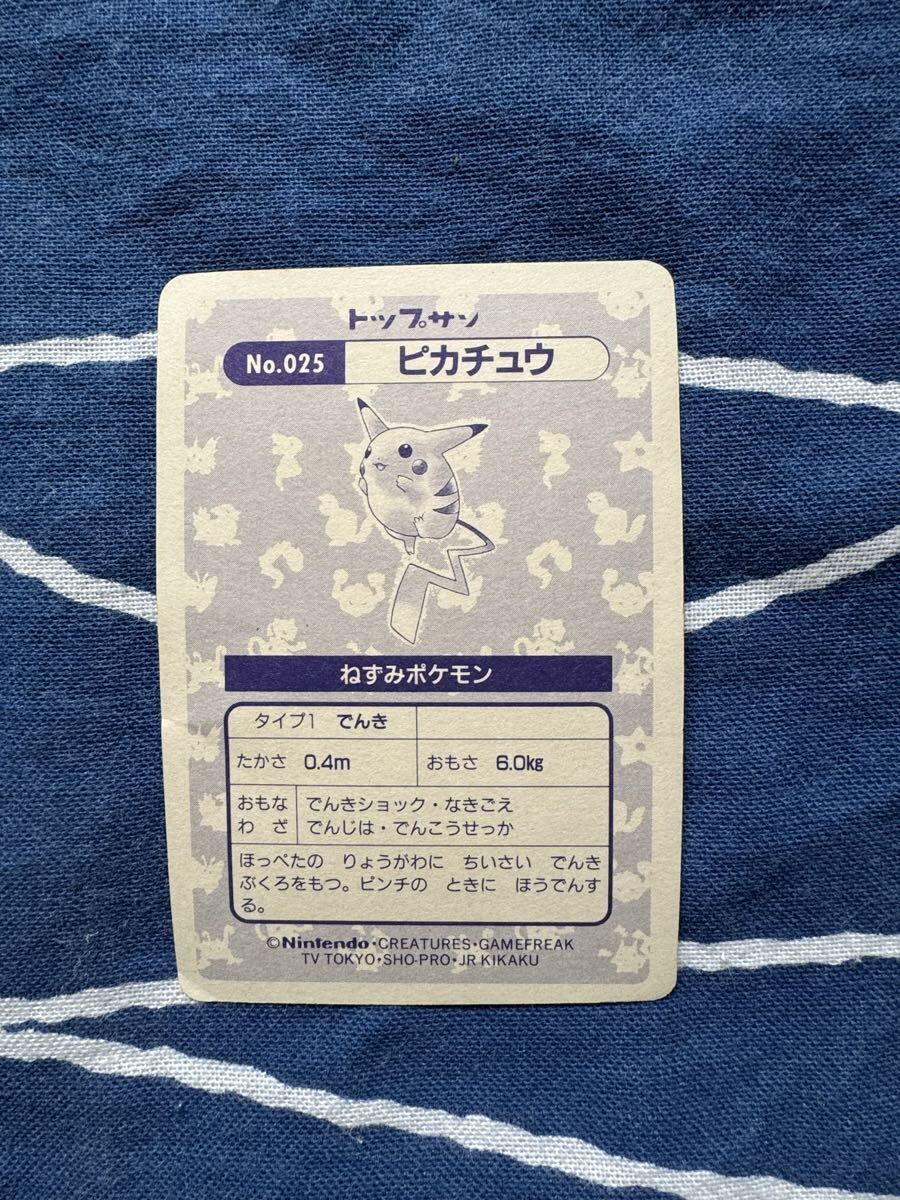 トップサン
No.025 ピカチュウ
ねずみポケモン
タイプ1 でんき
たかさ 0.4m おもさ 6.0kg
おもな でんきショック・なきごえ
わ ざ でんじは・でんこうせっか
ほっぺたの りょうがわに ちいさい でんき
ぶくろをもつ。ピンチの ときに ほうでんす
る。
©Nintendo・CREATURES・GAMEFREAK
TV TOKYO・SHO-PRO・JR KIKAKU